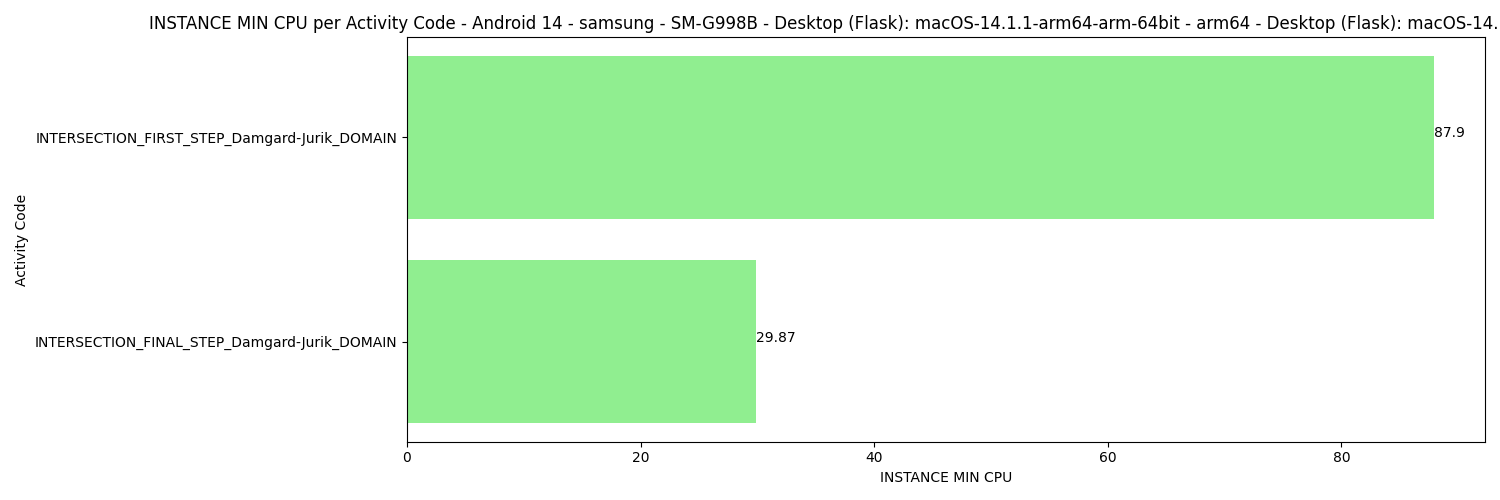 INSTANCE MIN CPU per Activity Code - Android 14 - samsung - SM-G998B - Desktop (Flask): macOS-14.1.1-arm64-arm-64bit - arm64 - Desktop (Flask): macOS-14.
INTERSECTION_FIRST_STEP_Damgard-Jurik_DOMAIN
87.9
Activity Code
INTERSECTION_FINAL_STEP_Damgard-Jurik_DOMAIN
29.87
0 20 40 60 80
INSTANCE MIN CPU